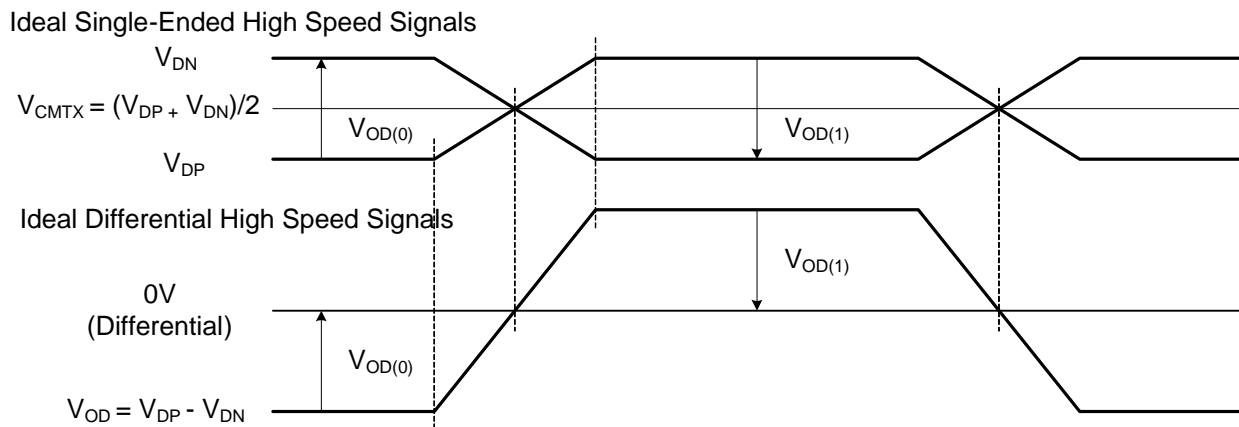 Ideal Single-Ended High Speed Signals
V_DN
V_CMTX = (V_DP + V_DN)/2
V_OD(0)
V_OD(1)
V_DP
Ideal Differential High Speed Signals
V_OD(1)
0V
(Differential)
V_OD(0)
V_OD = V_DP - V_DN